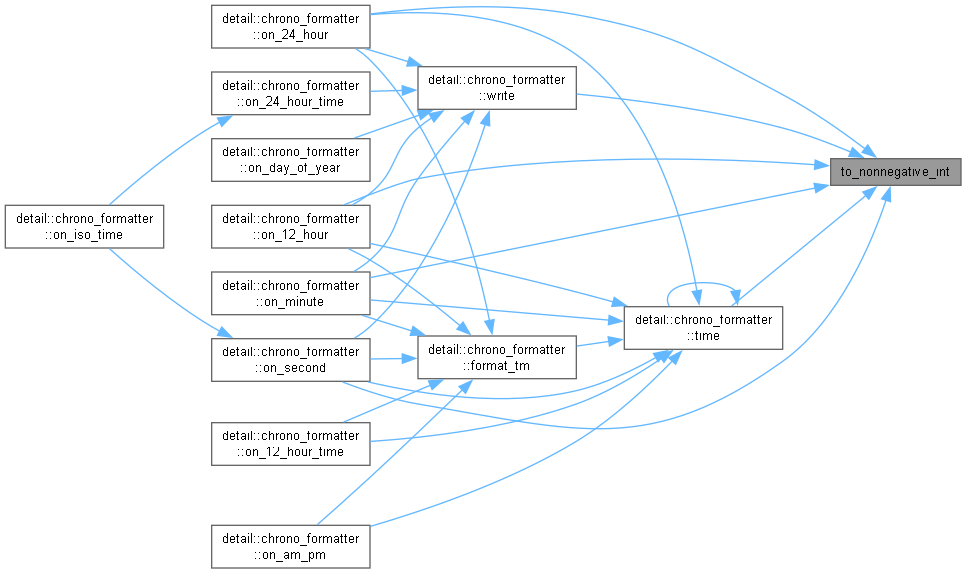 detail::chrono_formatter
::on_24_hour
detail::chrono_formatter
::write
detail::chrono_formatter
::on_24_hour_time
detail::chrono_formatter
::on_day_of_year
to_nonnegative_int
detail::chrono_formatter
::on_iso_time
detail::chrono_formatter
::on_12_hour
detail::chrono_formatter
::on_minute
detail::chrono_formatter
::time
detail::chrono_formatter
::format_tm
detail::chrono_formatter
::on_second
detail::chrono_formatter
::on_12_hour_time
detail::chrono_formatter
::on_am_pm